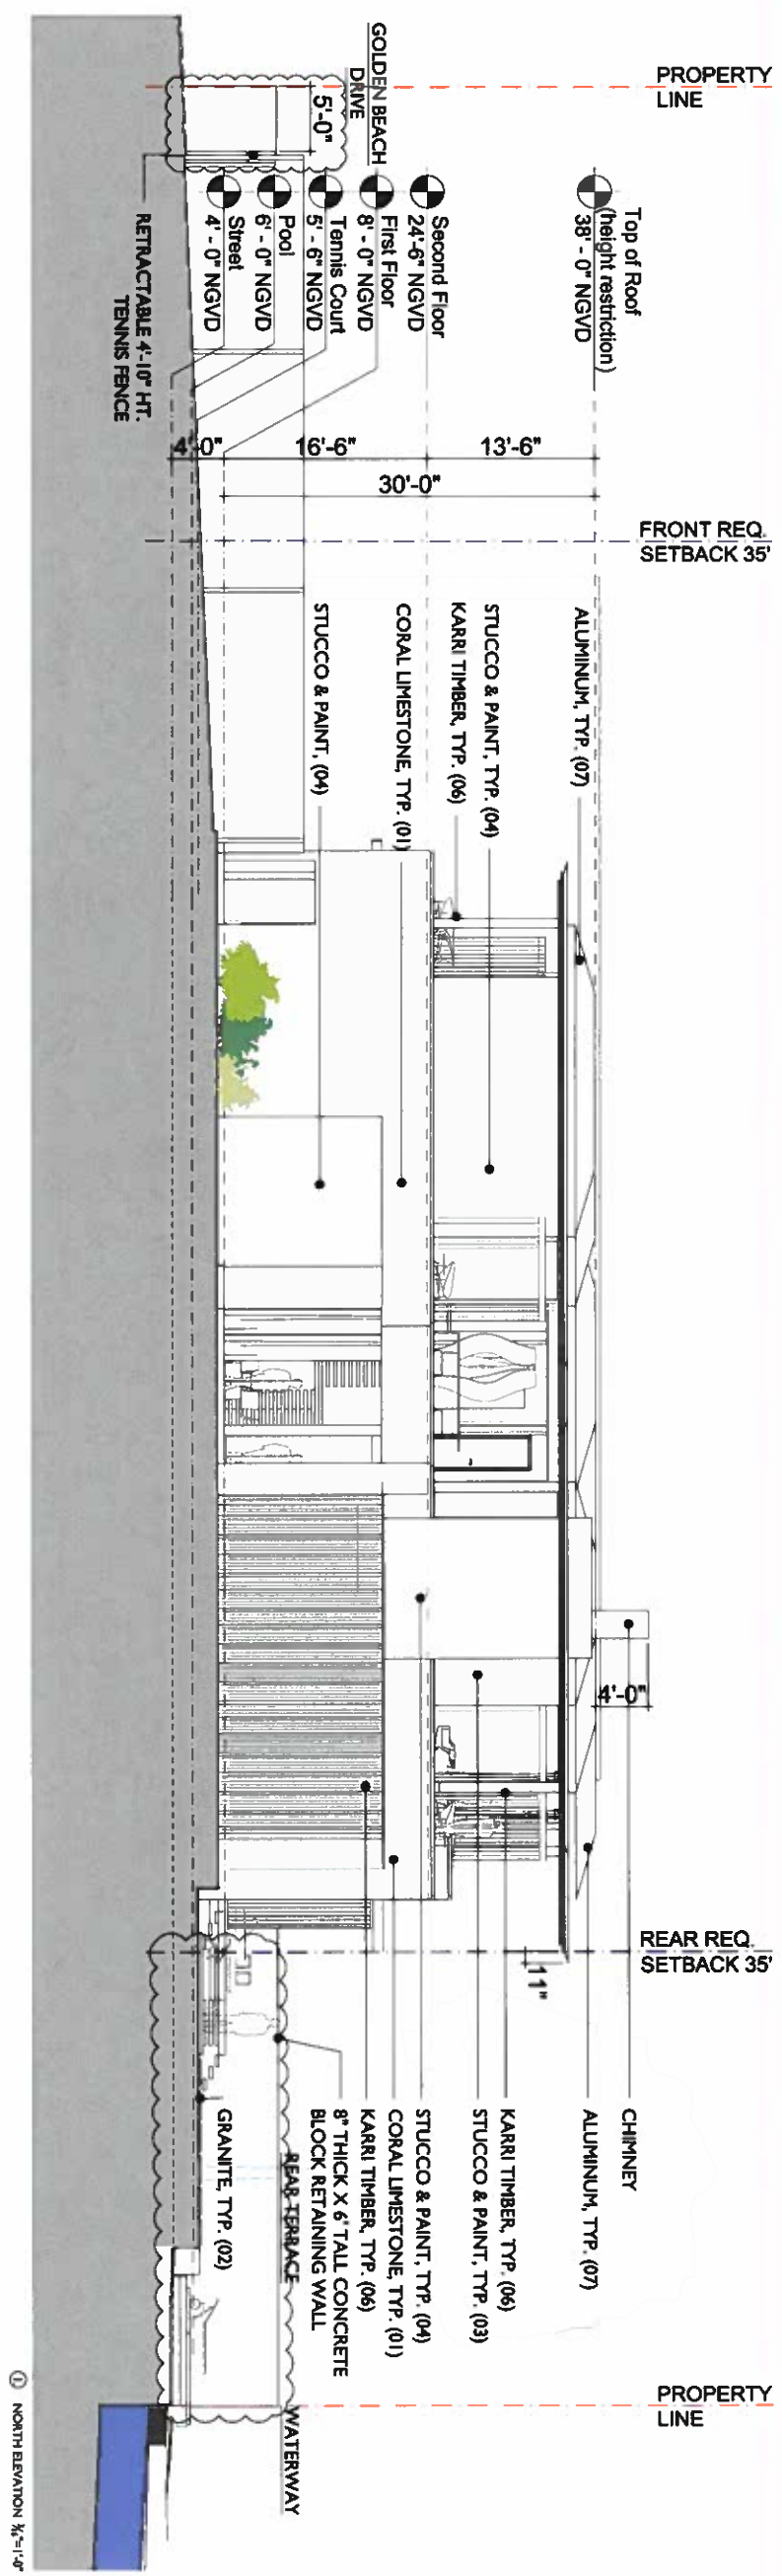 PROPERTY
LINE
GOLDEN BEACH
DRIVE
5'-0"
Top of Roof
(height restriction)
38' - 0" NGVD
Second Floor
24'-6" NGVD
First Floor
8' - 0" NGVD
Tennis Court
5' - 6" NGVD
Pool
6' - 0" NGVD
Street
4' - 0" NGVD
RETRACTABLE 4'-10" HT.
TENNIS FENCE
4'-0"
16'-6"
13'-6"
30'-0"
FRONT REQ.
SETBACK 35'
ALUMINUM, TYP. (07)
STUCCO & PAINT, TYP. (04)
KARRI TIMBER, TYP. (06)
CORAL LIMESTONE, TYP. (01)
STUCCO & PAINT, (04)
4'-0"
REAR REQ.
SETBACK 35'
11"
CHIMNEY
ALUMINUM, TYP. (07)
KARRI TIMBER, TYP. (06)
STUCCO & PAINT, TYP. (03)
STUCCO & PAINT, TYP. (04)
CORAL LIMESTONE, TYP. (01)
KARRI TIMBER, TYP. (06)
8" THICK X 6' TALL CONCRETE
BLOCK RETAINING WALL
REAR TERRACE
GRANITE, TYP. (02)
PROPERTY
LINE
WATERWAY
1 NORTH ELEVATION 3/16"=1'-0"